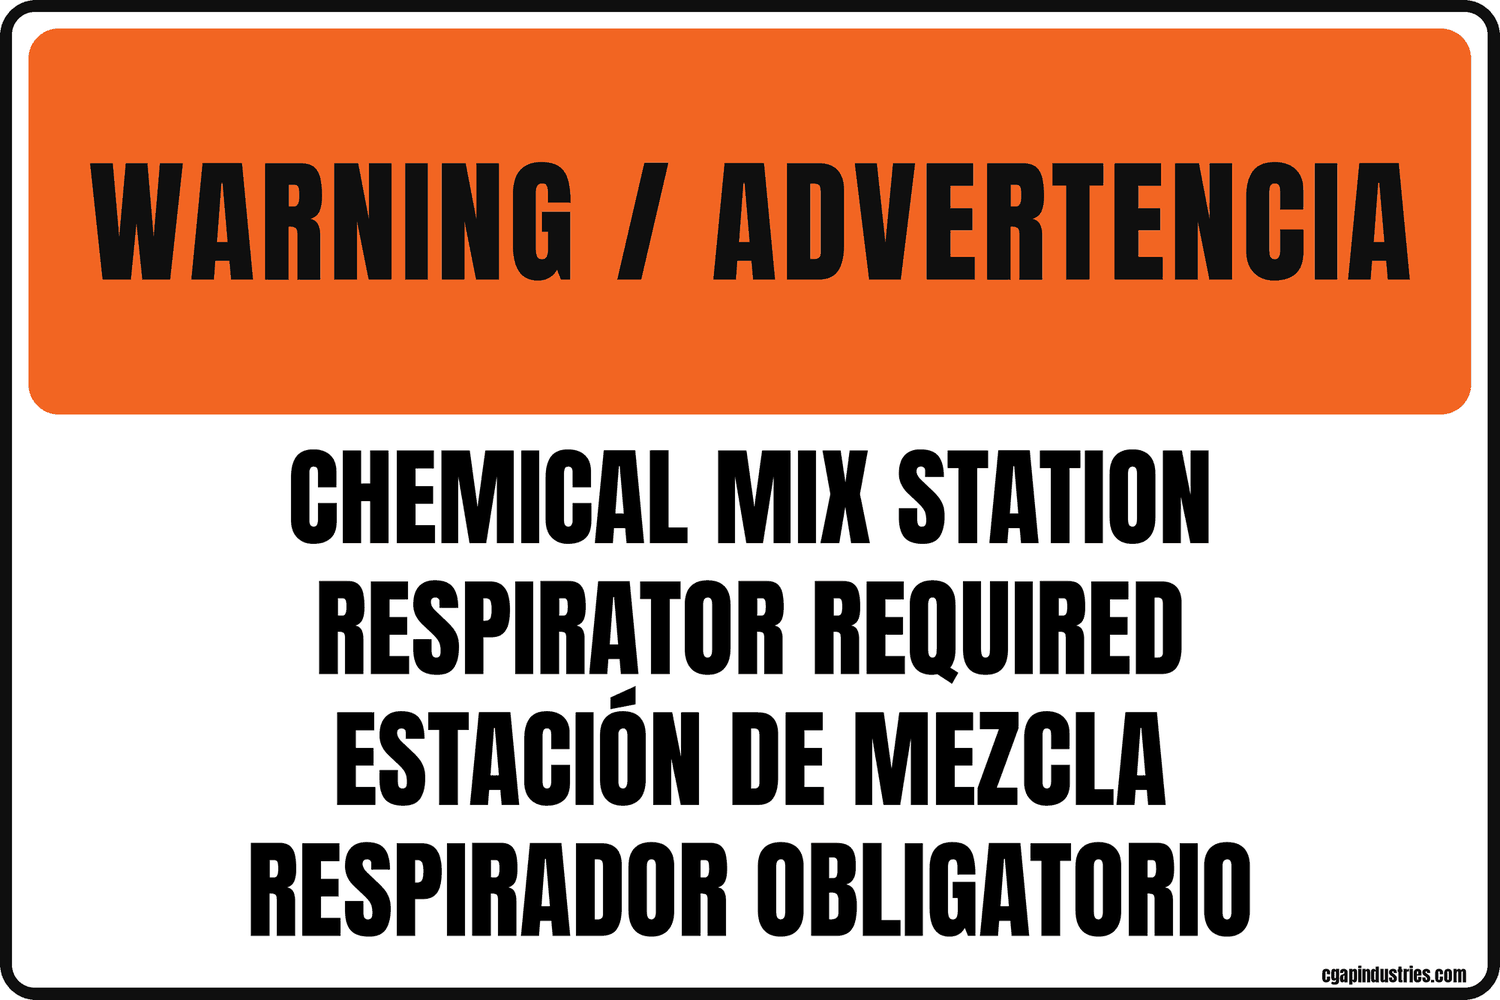 WARNING / ADVERTENCIA
CHEMICAL MIX STATION
RESPIRATOR REQUIRED
ESTACIÓN DE MEZCLA
RESPIRADOR OBLIGATORIO
cgapindustries.com